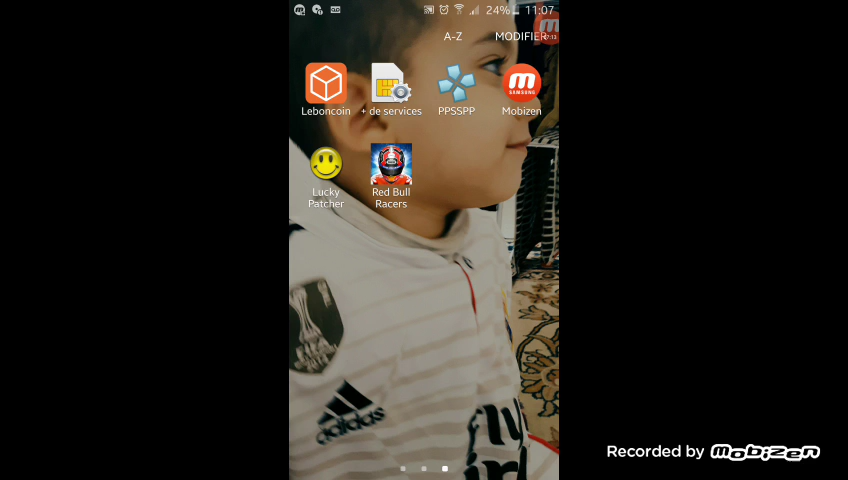 24% 11:07
A-Z MODIFIER
Leboncoin + de services PPSSPP Mobizen
m
SAMSUNG
Lucky Patcher
Red Bull Racers
adidas
Fly
Recorded by mobizen